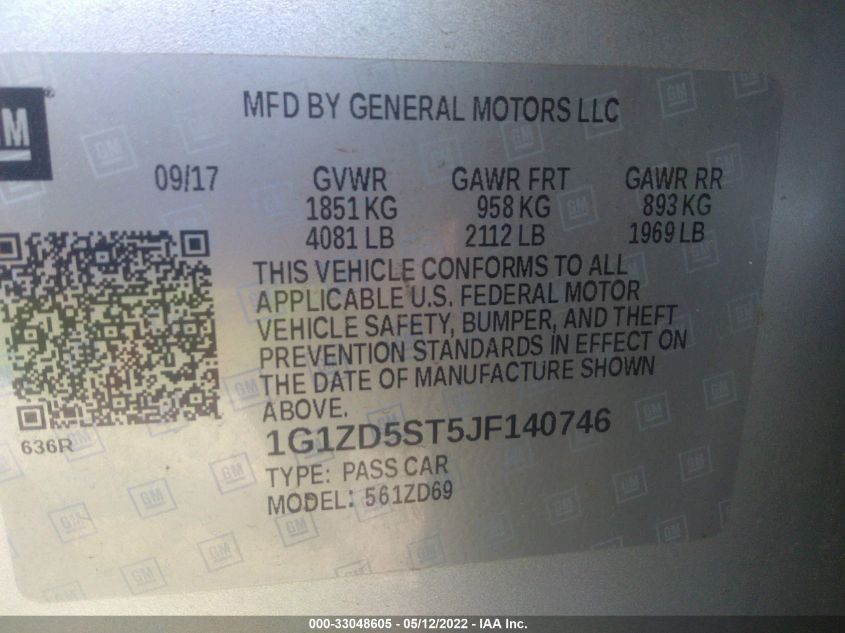 GM
MFD BY GENERAL MOTORS LLC
09/17 GVWR GAWR FRT GAWR RR
1851 KG 958 KG 893 KG
4081 LB 2112 LB 1969 LB
THIS VEHICLE CONFORMS TO ALL
APPLICABLE U.S. FEDERAL MOTOR
VEHICLE SAFETY, BUMPER, AND THEFT
PREVENTION STANDARDS IN EFFECT ON
THE DATE OF MANUFACTURE SHOWN
ABOVE.
636R
1G1ZD5ST5JF140746
TYPE: PASS CAR
MODEL: 561ZD69
000-33048605 - 05/12/2022 - IAA Inc.